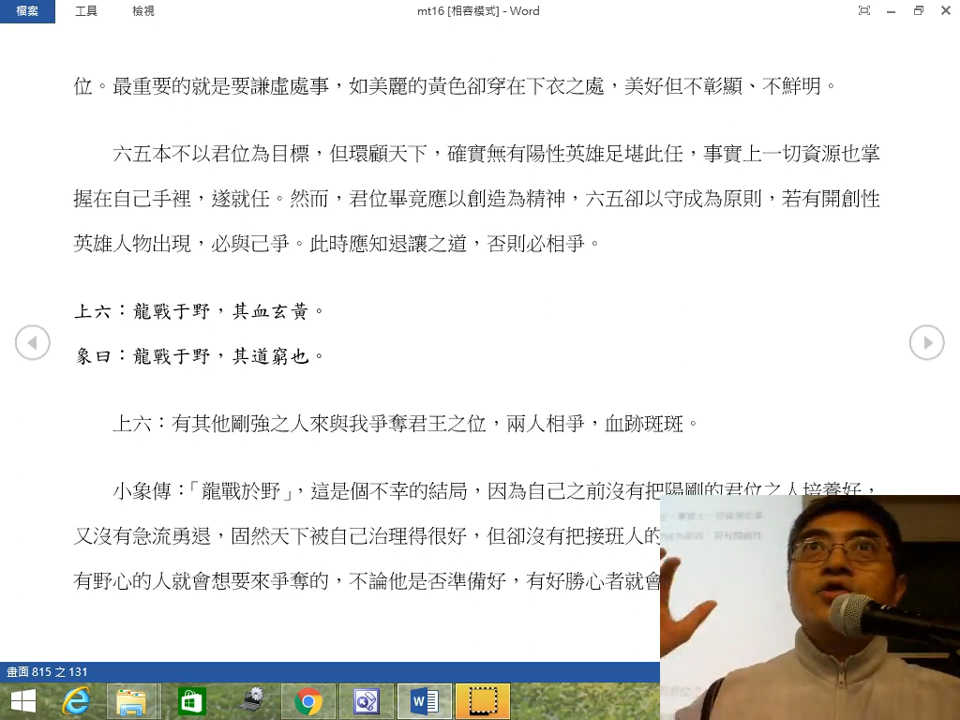 檔案 工具 檢視 mt16 [相容模式] - Word
位。最重要的就是要謙虛處事，如美麗的黃色卻穿在下衣之處，美好但不彰顯、不鮮明。
六五本不以君位為目標，但環顧天下，確實無有陽性英雄足堪此任，事實上一切資源也掌
握在自己手裡，遂就任。然而，君位畢竟應以創造為精神，六五卻以守成為原則，若有開創性
英雄人物出現，必與己爭。此時應知退讓之道，否則必相爭。
上六：龍戰于野，其血玄黃。
象曰：龍戰于野，其道窮也。
上六：有其他剛強之人來與我爭奪君王之位，兩人相爭，血跡斑斑。
小象傳：「龍戰於野」，這是個不幸的結局，因為自己之前沒有把陽剛的君位之人培養好，
又沒有急流勇退，固然天下被自己治理得很好，但卻沒有把接班人的
有野心的人就會想要來爭奪的，不論他是否準備好，有好勝心者就會
畫面 815 之 131